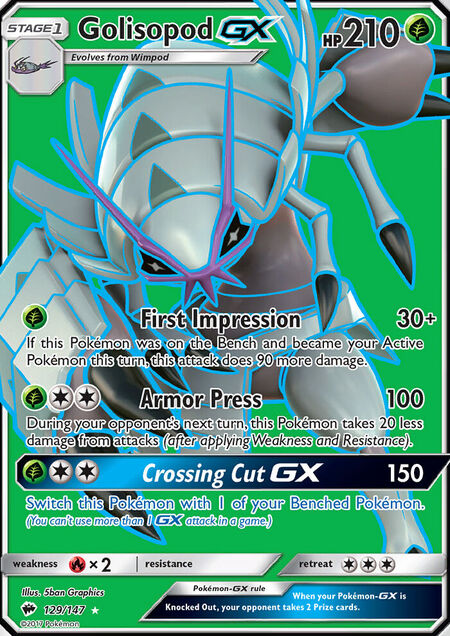 STAGE1 Golisopod GX HP210
Evolves from Wimpod
First Impression 30+
If this Pokémon was on the Bench and became your Active
Pokémon this turn, this attack does 90 more damage.
Armor Press 100
During your opponent's next turn, this Pokémon takes 20 less
damage from attacks (after applying Weakness and Resistance).
Crossing Cut GX 150
Switch this Pokémon with 1 of your Benched Pokémon.
(You can't use more than 1 GX attack in a game.)
weakness ×2 resistance retreat
Illus. 5ban Graphics
129/147
©2017 Pokémon
Pokémon-GX rule
When your Pokémon-GX is
Knocked Out, your opponent takes 2 Prize cards.